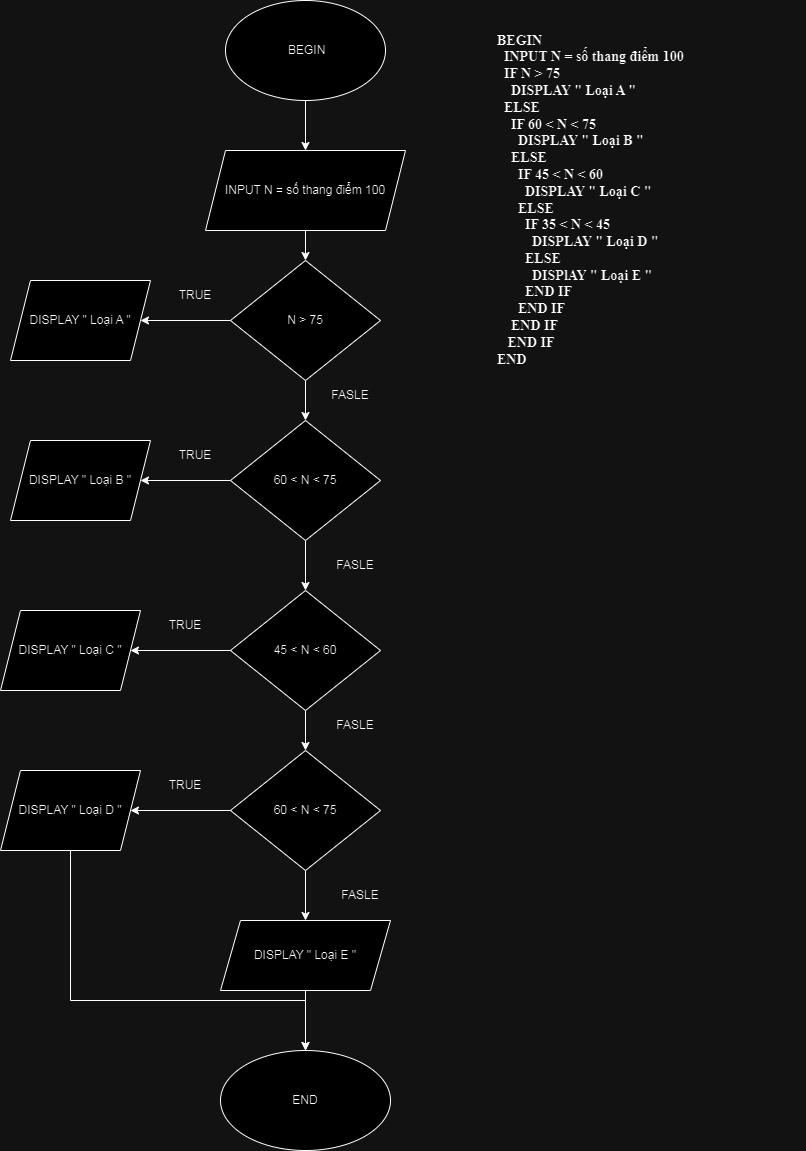 BEGIN
INPUT N = số thang điểm 100
N > 75
TRUE
DISPLAY " Loại A "
FASLE
60 < N < 75
TRUE
DISPLAY " Loại B "
FASLE
45 < N < 60
TRUE
DISPLAY " Loại C "
FASLE
60 < N < 75
TRUE
DISPLAY " Loại D "
FASLE
DISPLAY " Loại E "
END
BEGIN
INPUT N = số thang điểm 100
IF N > 75
DISPLAY " Loại A "
ELSE
IF 60 < N < 75
DISPLAY " Loại B "
ELSE
IF 45 < N < 60
DISPLAY " Loại C "
ELSE
IF 35 < N < 45
DISPLAY " Loại D "
ELSE
DISPlAY " Loại E "
END IF
END IF
END IF
END IF
END